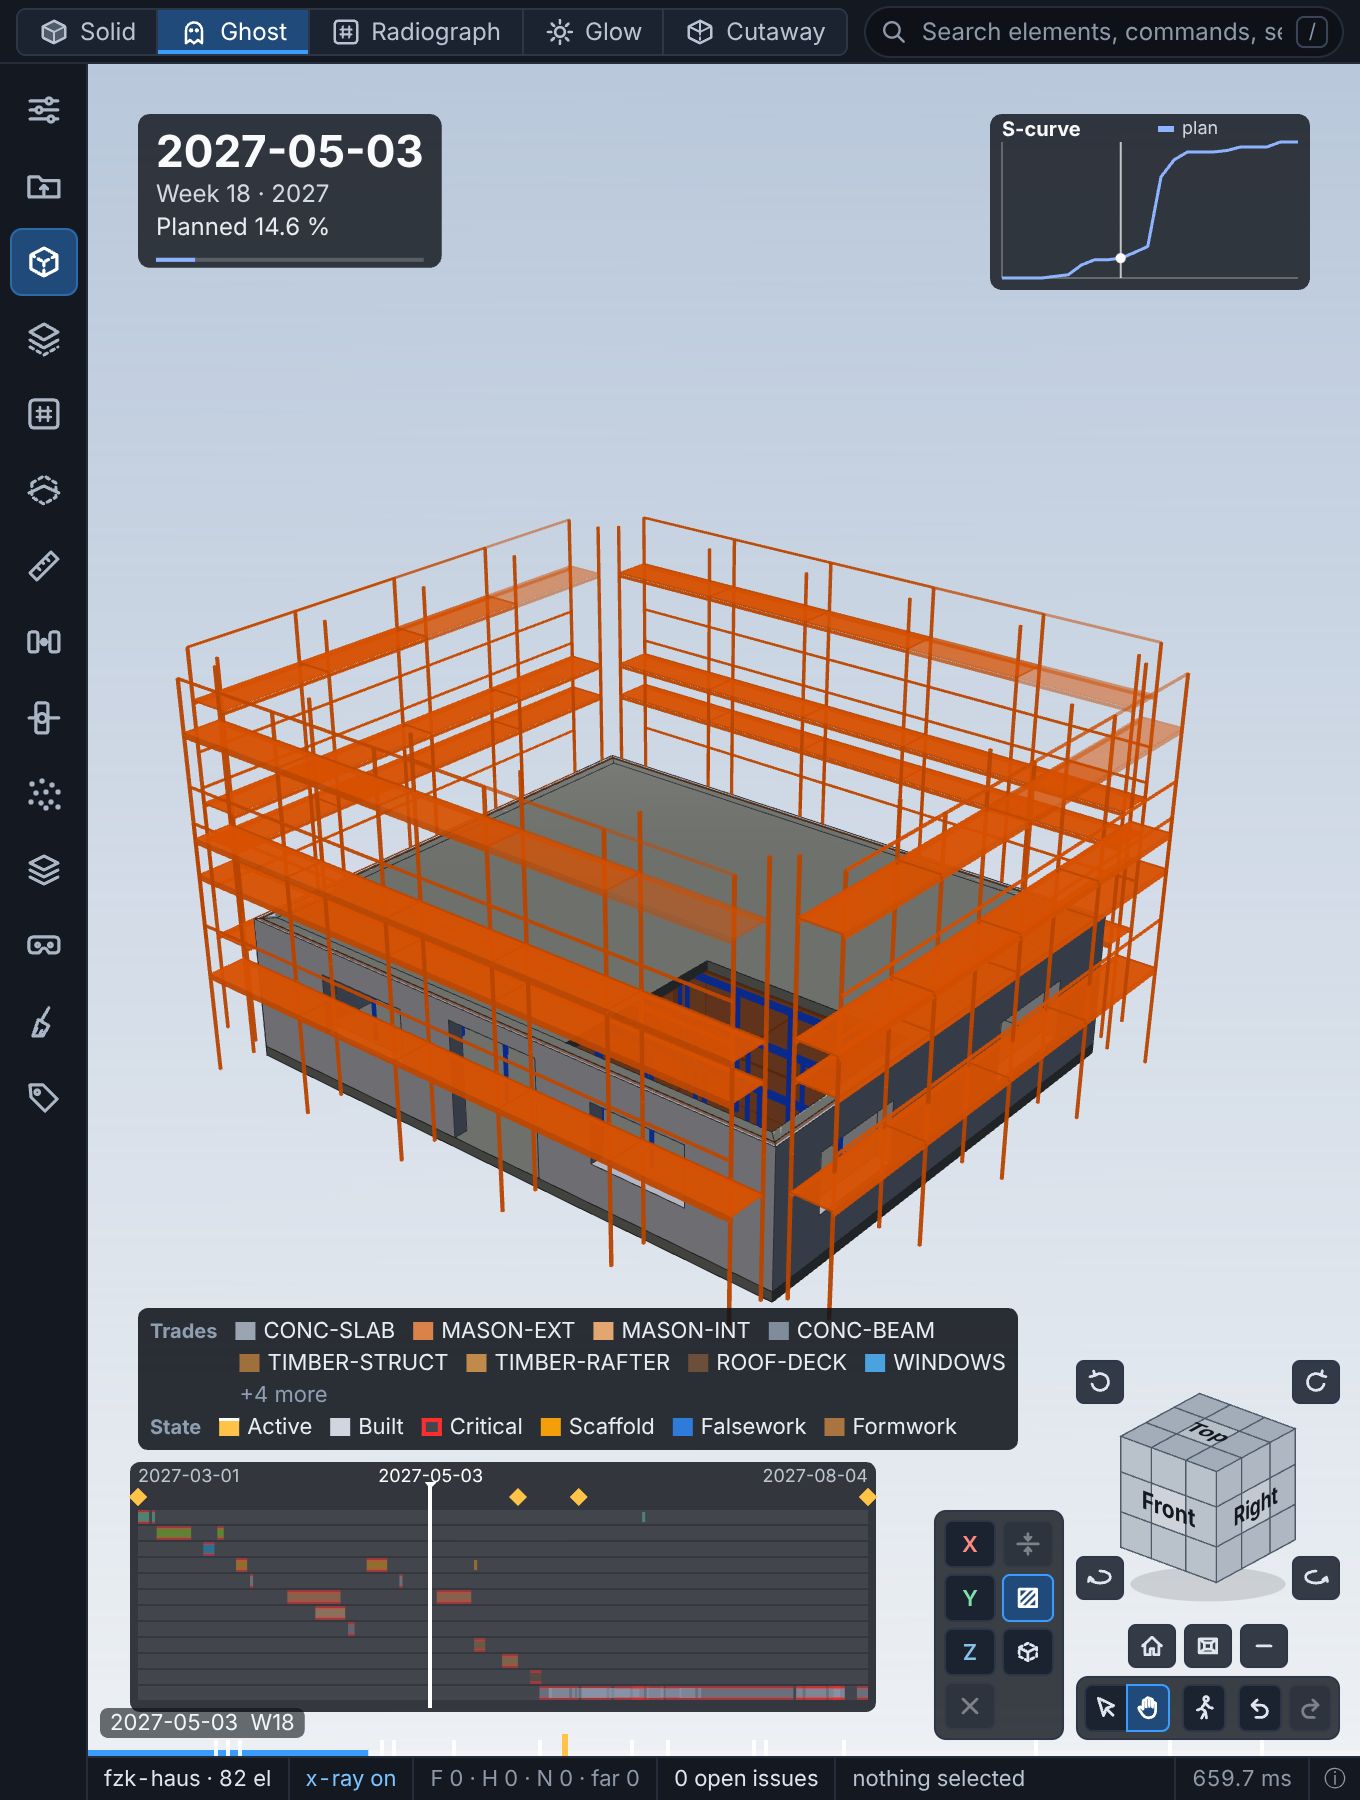 Solid
Ghost
Radiograph
Glow
Cutaway
Search elements, commands, se
/
2027-05-03
Week 18 · 2027
Planned 14.6 %
S-curve
plan
Trades CONC-SLAB MASON-EXT MASON-INT CONC-BEAM
TIMBER-STRUCT TIMBER-RAFTER ROOF-DECK WINDOWS
+4 more
State Active Built Critical Scaffold Falsework Formwork
2027-03-01 2027-05-03 2027-08-04
Top
Front
Right
X
Y
Z
2027-05-03 W18
fzk-haus · 82 el
x-ray on
F 0 · H 0 · N 0 · far 0
0 open issues
nothing selected
659.7 ms